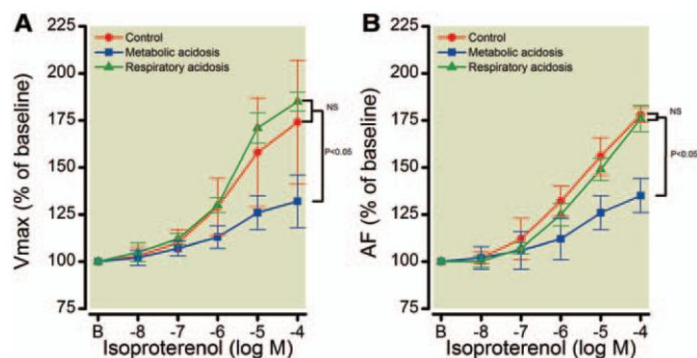 A
225
200
175
150
125
100
75
Vmax (% of baseline)
Control
Metabolic acidosis
Respiratory acidosis
NS
P<0.05
B -8 -7 -6 -5 -4
Isoproterenol (log M)
B
225
200
175
150
125
100
75
AF (% of baseline)
Control
Metabolic acidosis
Respiratory acidosis
NS
P<0.05
B -8 -7 -6 -5 -4
Isoproterenol (log M)